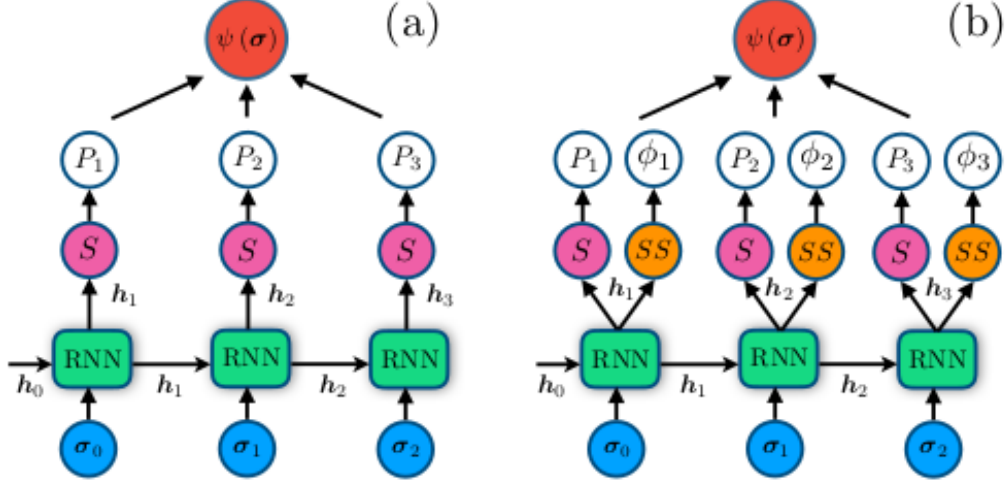 ψ(σ) (a) ψ(σ) (b)
P₁ P₂ P₃ P₁ ϕ₁ P₂ ϕ₂ P₃ ϕ₃
S S S S SS S SS S SS
h₁ h₂ h₃ h₁ h₂ h₃
RNN RNN RNN RNN RNN RNN
h₀ h₁ h₂ h₀ h₁ h₂
σ₀ σ₁ σ₂ σ₀ σ₁ σ₂